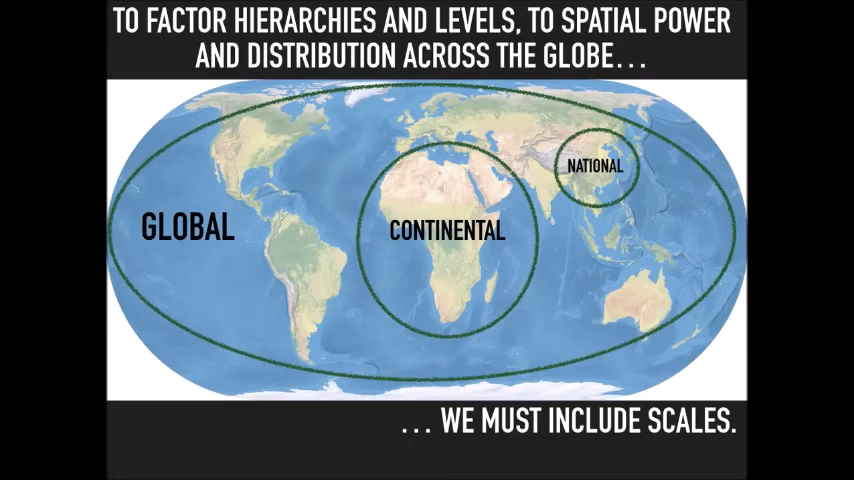 TO FACTOR HIERARCHIES AND LEVELS, TO SPATIAL POWER
AND DISTRIBUTION ACROSS THE GLOBE...
NATIONAL
GLOBAL
CONTINENTAL
... WE MUST INCLUDE SCALES.